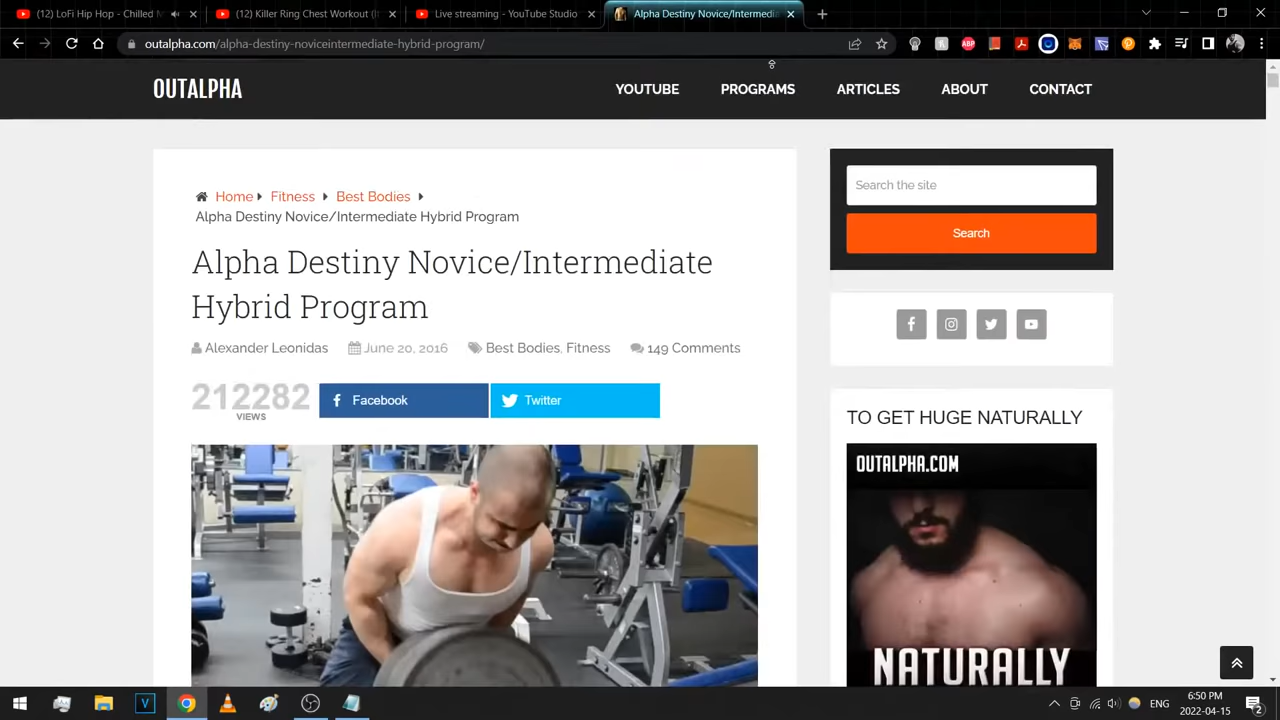 (12) LoFi Hip Hop - Chilled M
(12) Killer Ring Chest Workout (I
Live streaming - YouTube Studio
Alpha Destiny Novice/Intermedia
outalpha.com/alpha-destiny-noviceintermediate-hybrid-program/
ABP
OUTALPHA
YOUTUBE
PROGRAMS
ARTICLES
ABOUT
CONTACT
Home
Fitness
Best Bodies
Alpha Destiny Novice/Intermediate Hybrid Program
Alpha Destiny Novice/Intermediate
Hybrid Program
Alexander Leonidas
June 20, 2016
Best Bodies, Fitness
149 Comments
212282
VIEWS
Facebook
Twitter
Search the site
Search
TO GET HUGE NATURALLY
OUTALPHA.COM
NATURALLY
V
ENG
6:50 PM
2022-04-15
2